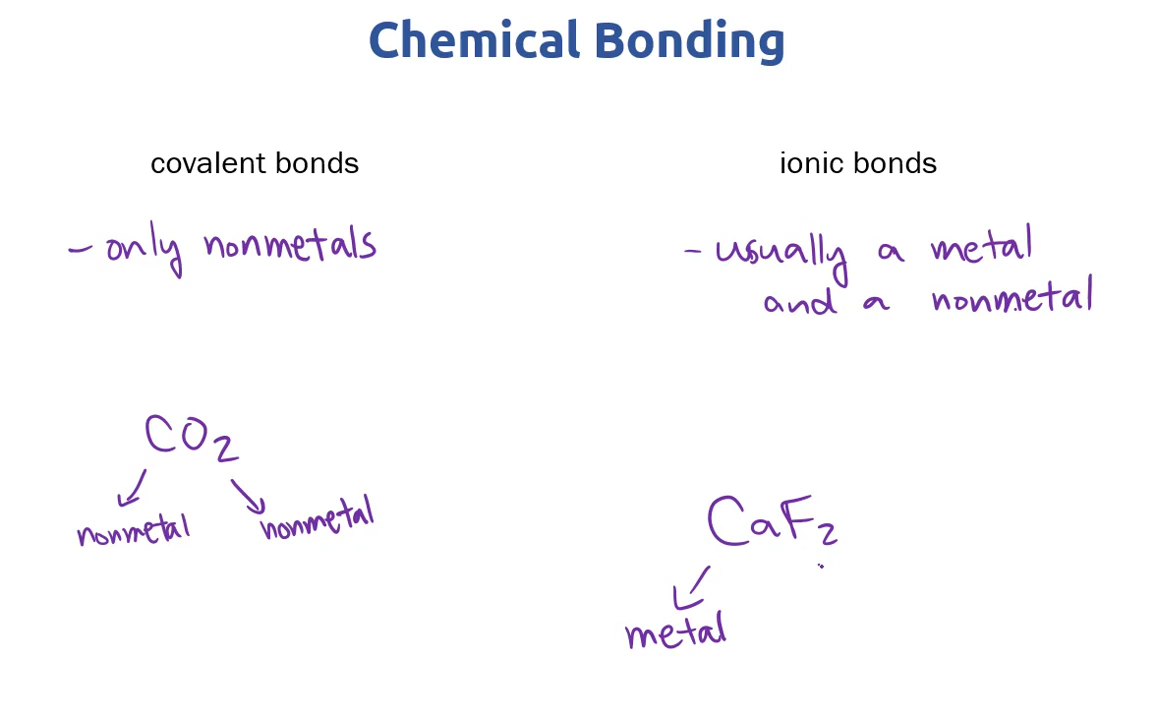 Chemical Bonding
covalent bonds
- only nonmetals
CO₂
nonmetal
nonmetal
ionic bonds
- usually a metal
and a nonmetal
CaF₂
metal